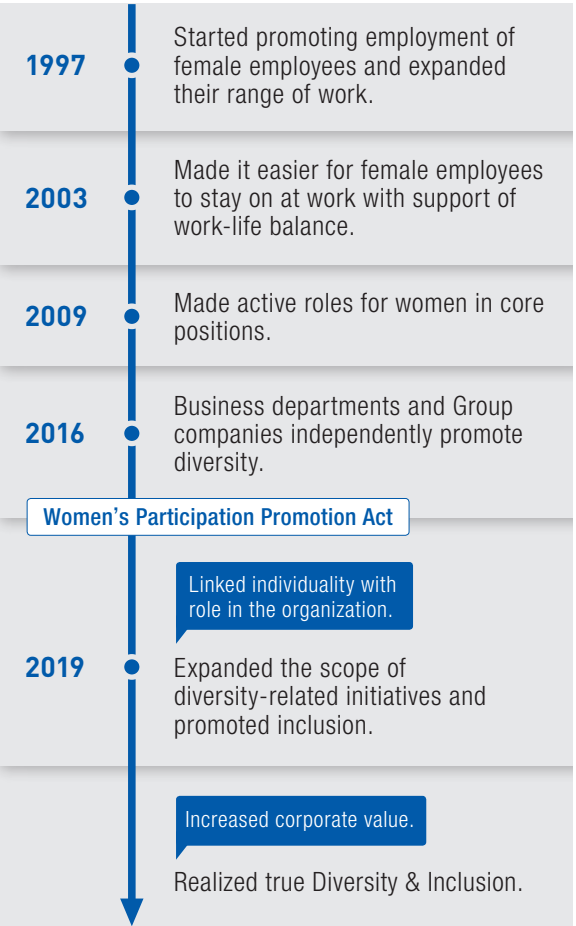 1997
Started promoting employment of
female employees and expanded
their range of work.
2003
Made it easier for female employees
to stay on at work with support of
work-life balance.
2009
Made active roles for women in core
positions.
2016
Business departments and Group
companies independently promote
diversity.
Women's Participation Promotion Act
Linked individuality with
role in the organization.
2019
Expanded the scope of
diversity-related initiatives and
promoted inclusion.
Increased corporate value.
Realized true Diversity & Inclusion.